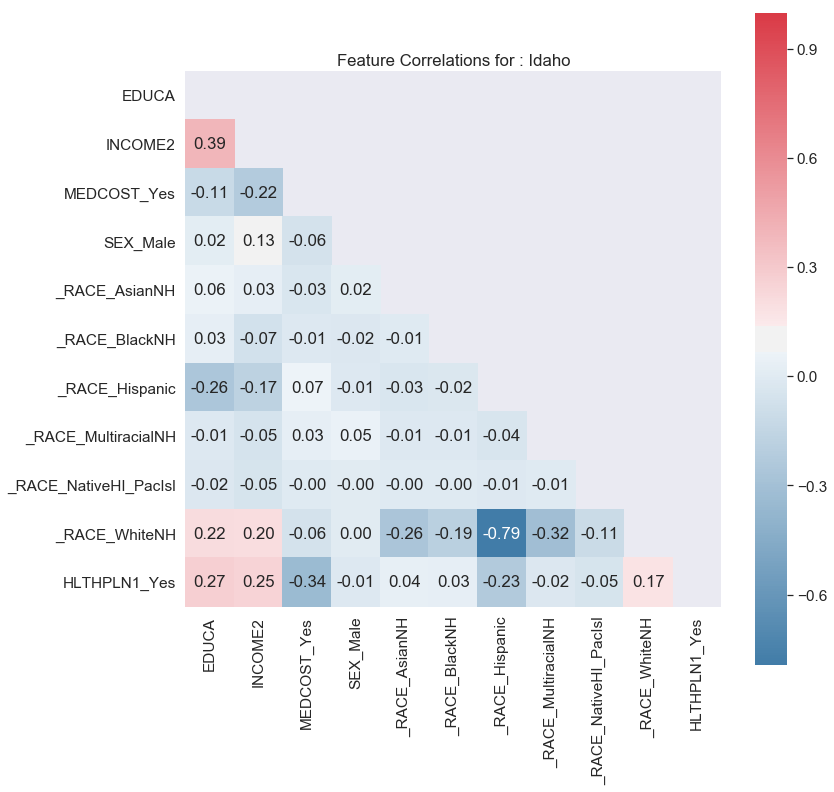 Feature Correlations for : Idaho
EDUCA
INCOME2 0.39
MEDCOST_Yes -0.11 -0.22
SEX_Male 0.02 0.13 -0.06
_RACE_AsianNH 0.06 0.03 -0.03 0.02
_RACE_BlackNH 0.03 -0.07 -0.01 -0.02 -0.01
_RACE_Hispanic -0.26 -0.17 0.07 -0.01 -0.03 -0.02
_RACE_MultiracialNH -0.01 -0.05 0.03 0.05 -0.01 -0.01 -0.04
_RACE_NativeHI_PacIsl -0.02 -0.05 -0.00 -0.00 -0.00 -0.00 -0.01 -0.01
_RACE_WhiteNH 0.22 0.20 -0.06 0.00 -0.26 -0.19 -0.79 -0.32 -0.11
HLTHPLN1_Yes 0.27 0.25 -0.34 -0.01 0.04 0.03 -0.23 -0.02 -0.05 0.17
EDUCA
INCOME2
MEDCOST_Yes
SEX_Male
_RACE_AsianNH
_RACE_BlackNH
_RACE_Hispanic
_RACE_MultiracialNH
_RACE_NativeHI_PacIsl
_RACE_WhiteNH
HLTHPLN1_Yes
0.9
0.6
0.3
0.0
-0.3
-0.6